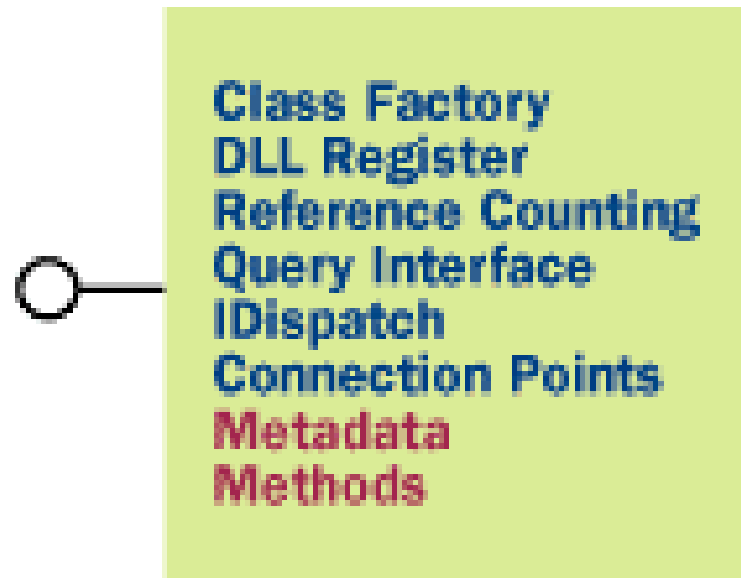 Class Factory
DLL Register
Reference Counting
Query Interface
IDispatch
Connection Points
Metadata
Methods